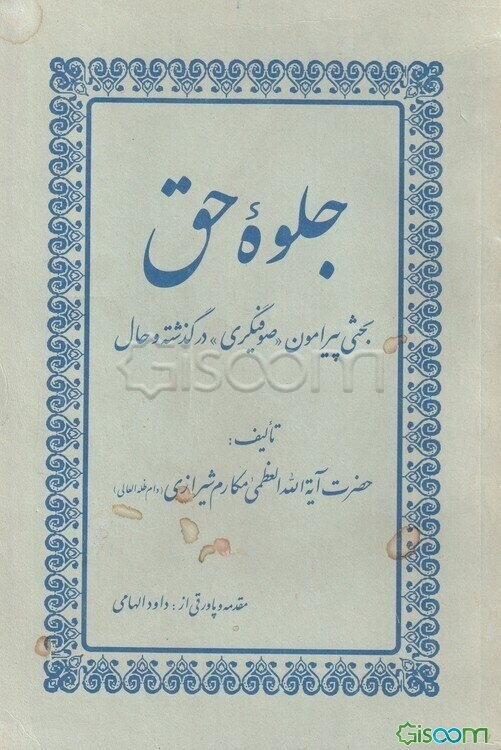 جلوهٔ حق
بحثی پیرامون «صوفیگری» در گذشته و حال
Gisoom
تألیف:
حضرت آیة الله العظمی مکارم شیرازی (دام ظله العالی)
مقدمه و پاورقی از: داود الهامی
Gisoom